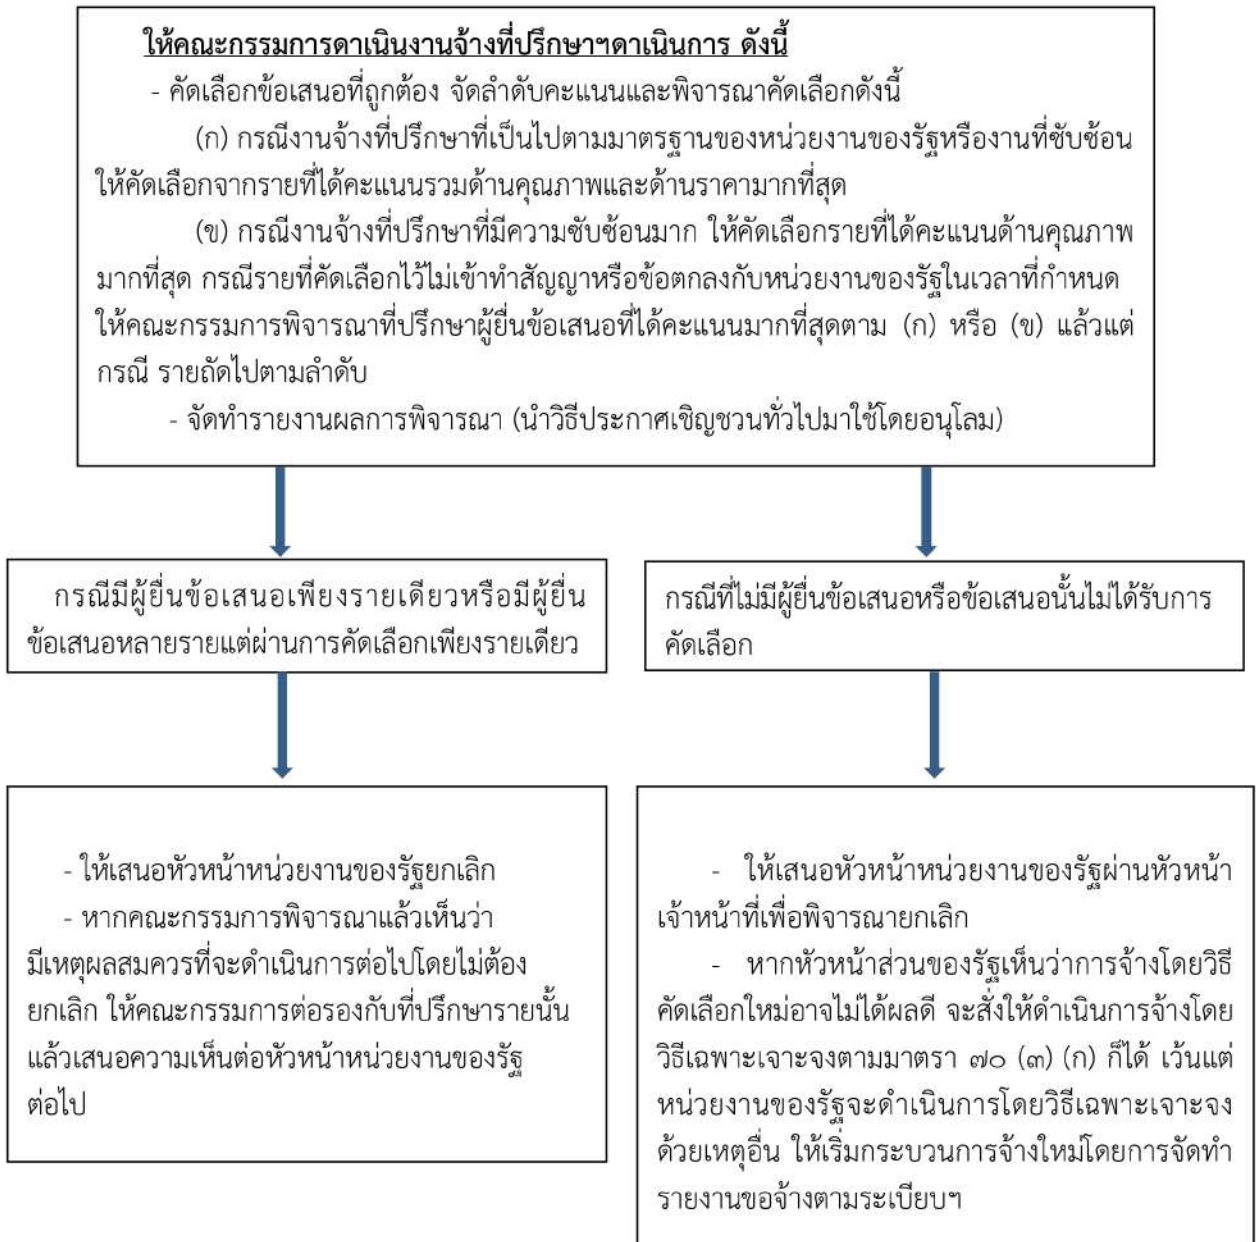 ให้คณะกรรมการดาเนินงานจ้างที่ปรึกษาฯดาเนินการ ดังนี้
- คัดเลือกข้อเสนอที่ถูกต้อง จัดลำดับคะแนนและพิจารณาคัดเลือกดังนี้
(ก) กรณีงานจ้างที่ปรึกษาที่เป็นไปตามมาตรฐานของหน่วยงานของรัฐหรืองานที่ซับซ้อน
ให้คัดเลือกจากรายที่ได้คะแนนรวมด้านคุณภาพและด้านราคามากที่สุด
(ข) กรณีงานจ้างที่ปรึกษาที่มีความซับซ้อนมาก ให้คัดเลือกรายที่ได้คะแนนด้านคุณภาพ
มากที่สุด กรณีรายที่คัดเลือกไว้ไม่เข้าทำสัญญาหรือข้อตกลงกับหน่วยงานของรัฐในเวลาที่กำหนด
ให้คณะกรรมการพิจารณาที่ปรึกษาผู้ยื่นข้อเสนอที่ได้คะแนนมากที่สุดตาม (ก) หรือ (ข) แล้วแต่
กรณี รายถัดไปตามลำดับ
- จัดทำรายงานผลการพิจารณา (นำวิธีประกาศเชิญชวนทั่วไปมาใช้โดยอนุโลม)
กรณีมีผู้ยื่นข้อเสนอเพียงรายเดียวหรือมีผู้ยื่น
ข้อเสนอหลายรายแต่ผ่านการคัดเลือกเพียงรายเดียว
กรณีที่ไม่มีผู้ยื่นข้อเสนอหรือข้อเสนอนั้นไม่ได้รับการ
คัดเลือก
- ให้เสนอหัวหน้าหน่วยงานของรัฐยกเลิก
- หากคณะกรรมการพิจารณาแล้วเห็นว่า
มีเหตุผลสมควรที่จะดำเนินการต่อไปโดยไม่ต้อง
ยกเลิก ให้คณะกรรมการต่อรองกับที่ปรึกษารายนั้น
แล้วเสนอความเห็นต่อหัวหน้าหน่วยงานของรัฐ
ต่อไป
- ให้เสนอหัวหน้าหน่วยงานของรัฐผ่านหัวหน้า
เจ้าหน้าที่เพื่อพิจารณายกเลิก
- หากหัวหน้าส่วนของรัฐเห็นว่าการจ้างโดยวิธี
คัดเลือกใหม่อาจไม่ได้ผลดี จะสั่งให้ดำเนินการจ้างโดย
วิธีเฉพาะเจาะจงตามมาตรา ๗๐ (๓) (ก) ก็ได้ เว้นแต่
หน่วยงานของรัฐจะดำเนินการโดยวิธีเฉพาะเจาะจง
ด้วยเหตุอื่น ให้เริ่มกระบวนการจ้างใหม่โดยการจัดทำ
รายงานขอจ้างตามระเบียบฯ